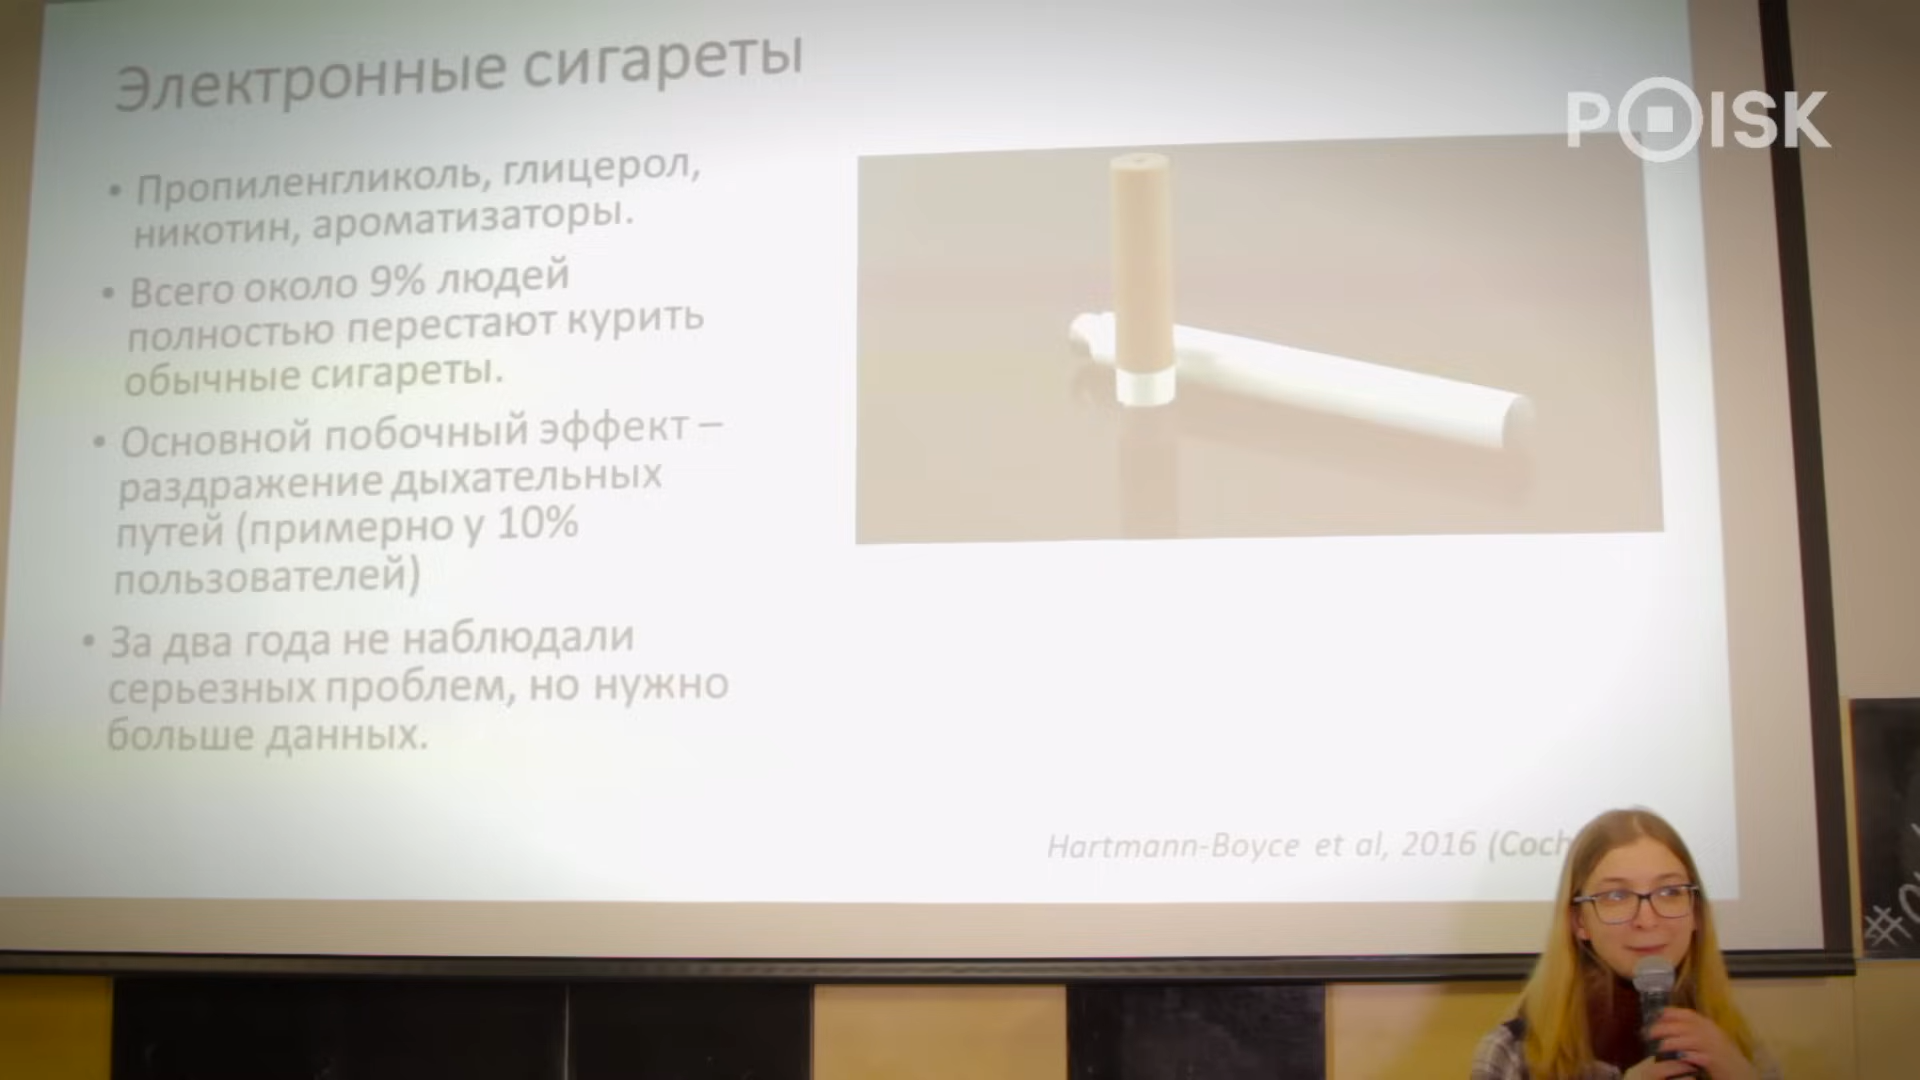 Электронные сигареты
POISK
• Пропиленгликоль, глицерол,
никотин, ароматизаторы.
• Всего около 9% людей
полностью перестают курить
обычные сигареты.
• Основной побочный эффект –
раздражение дыхательных
путей (примерно у 10%
пользователей)
• За два года не наблюдали
серьезных проблем, но нужно
больше данных.
Hartmann-Boyce et al, 2016